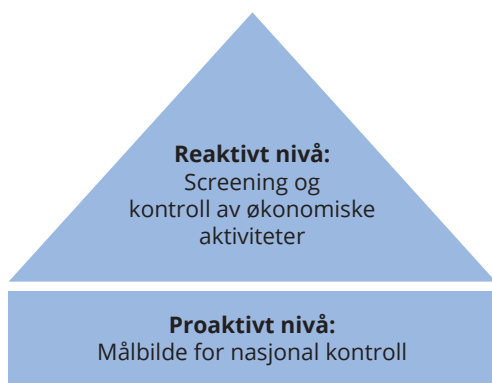 Reaktivt nivå:
Screening og
kontroll av økonomiske
aktiviteter
Proaktivt nivå:
Målbilde for nasjonal kontroll